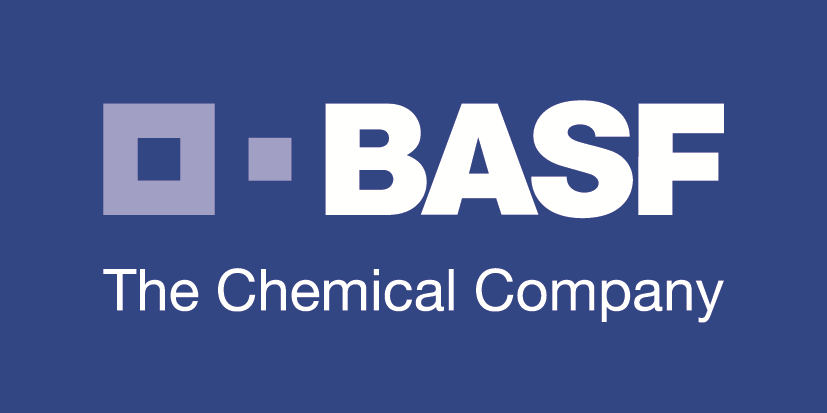 BASF
The Chemical Company